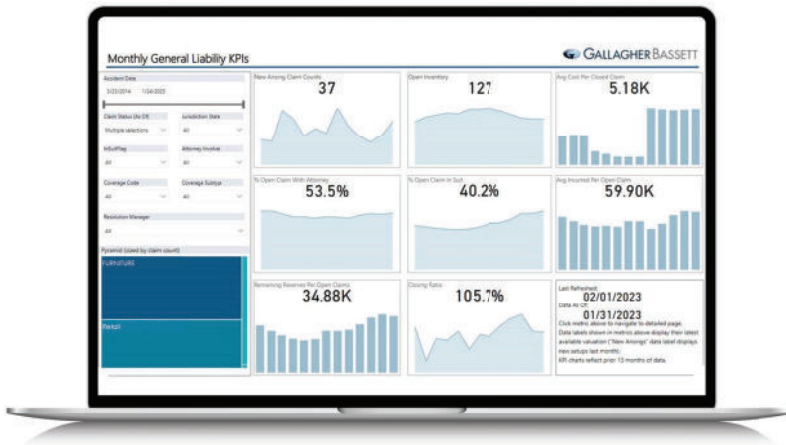 Monthly General Liability KPIs
GALLAGHER BASSETT
Accident Date
3/23/2014 1/24/2023
Claim Status (As Of) Jurisdiction State
Multiple selections All
InSuitFlag Attorney Involve
All All
Coverage Code Coverage Subtype
All All
Resolution Manager
All
Pyramid (sized by claim count)
FURNITURE
Retail
New Arising Claim Counts
37
Open Inventory
127
Avg Cost Per Closed Claim
5.18K
% Open Claim With Attorney
53.5%
% Open Claim In Suit
40.2%
Avg Incurred Per Open Claim
59.90K
Remaining Reserves Per Open Claims
34.88K
Closing Ratio
105.7%
Last Refreshed:
02/01/2023
Data As Of:
01/31/2023
Click metric above to navigate to detailed page.
Data labels shown in metrics above display their latest
available valuation ("New Arisings" data label displays
new setups last month).
KPI charts reflect prior 13 months of data.